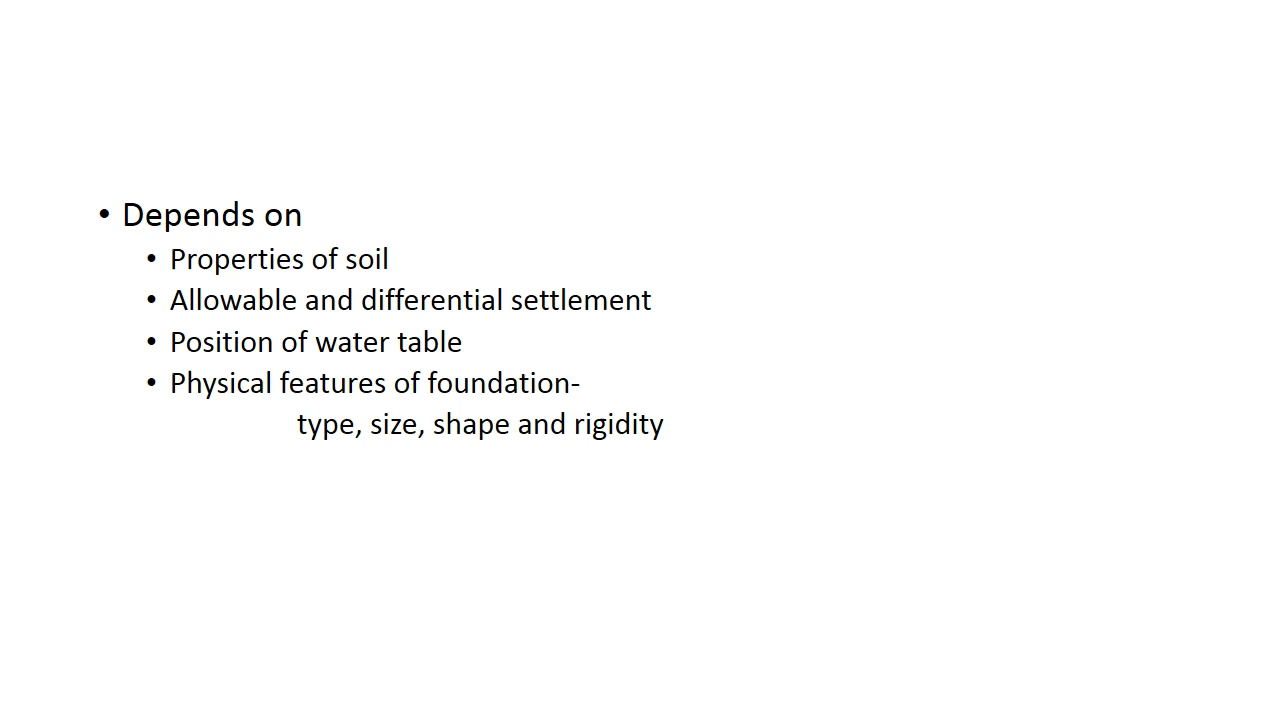 • Depends on
• Properties of soil
• Allowable and differential settlement
• Position of water table
• Physical features of foundation-
type, size, shape and rigidity